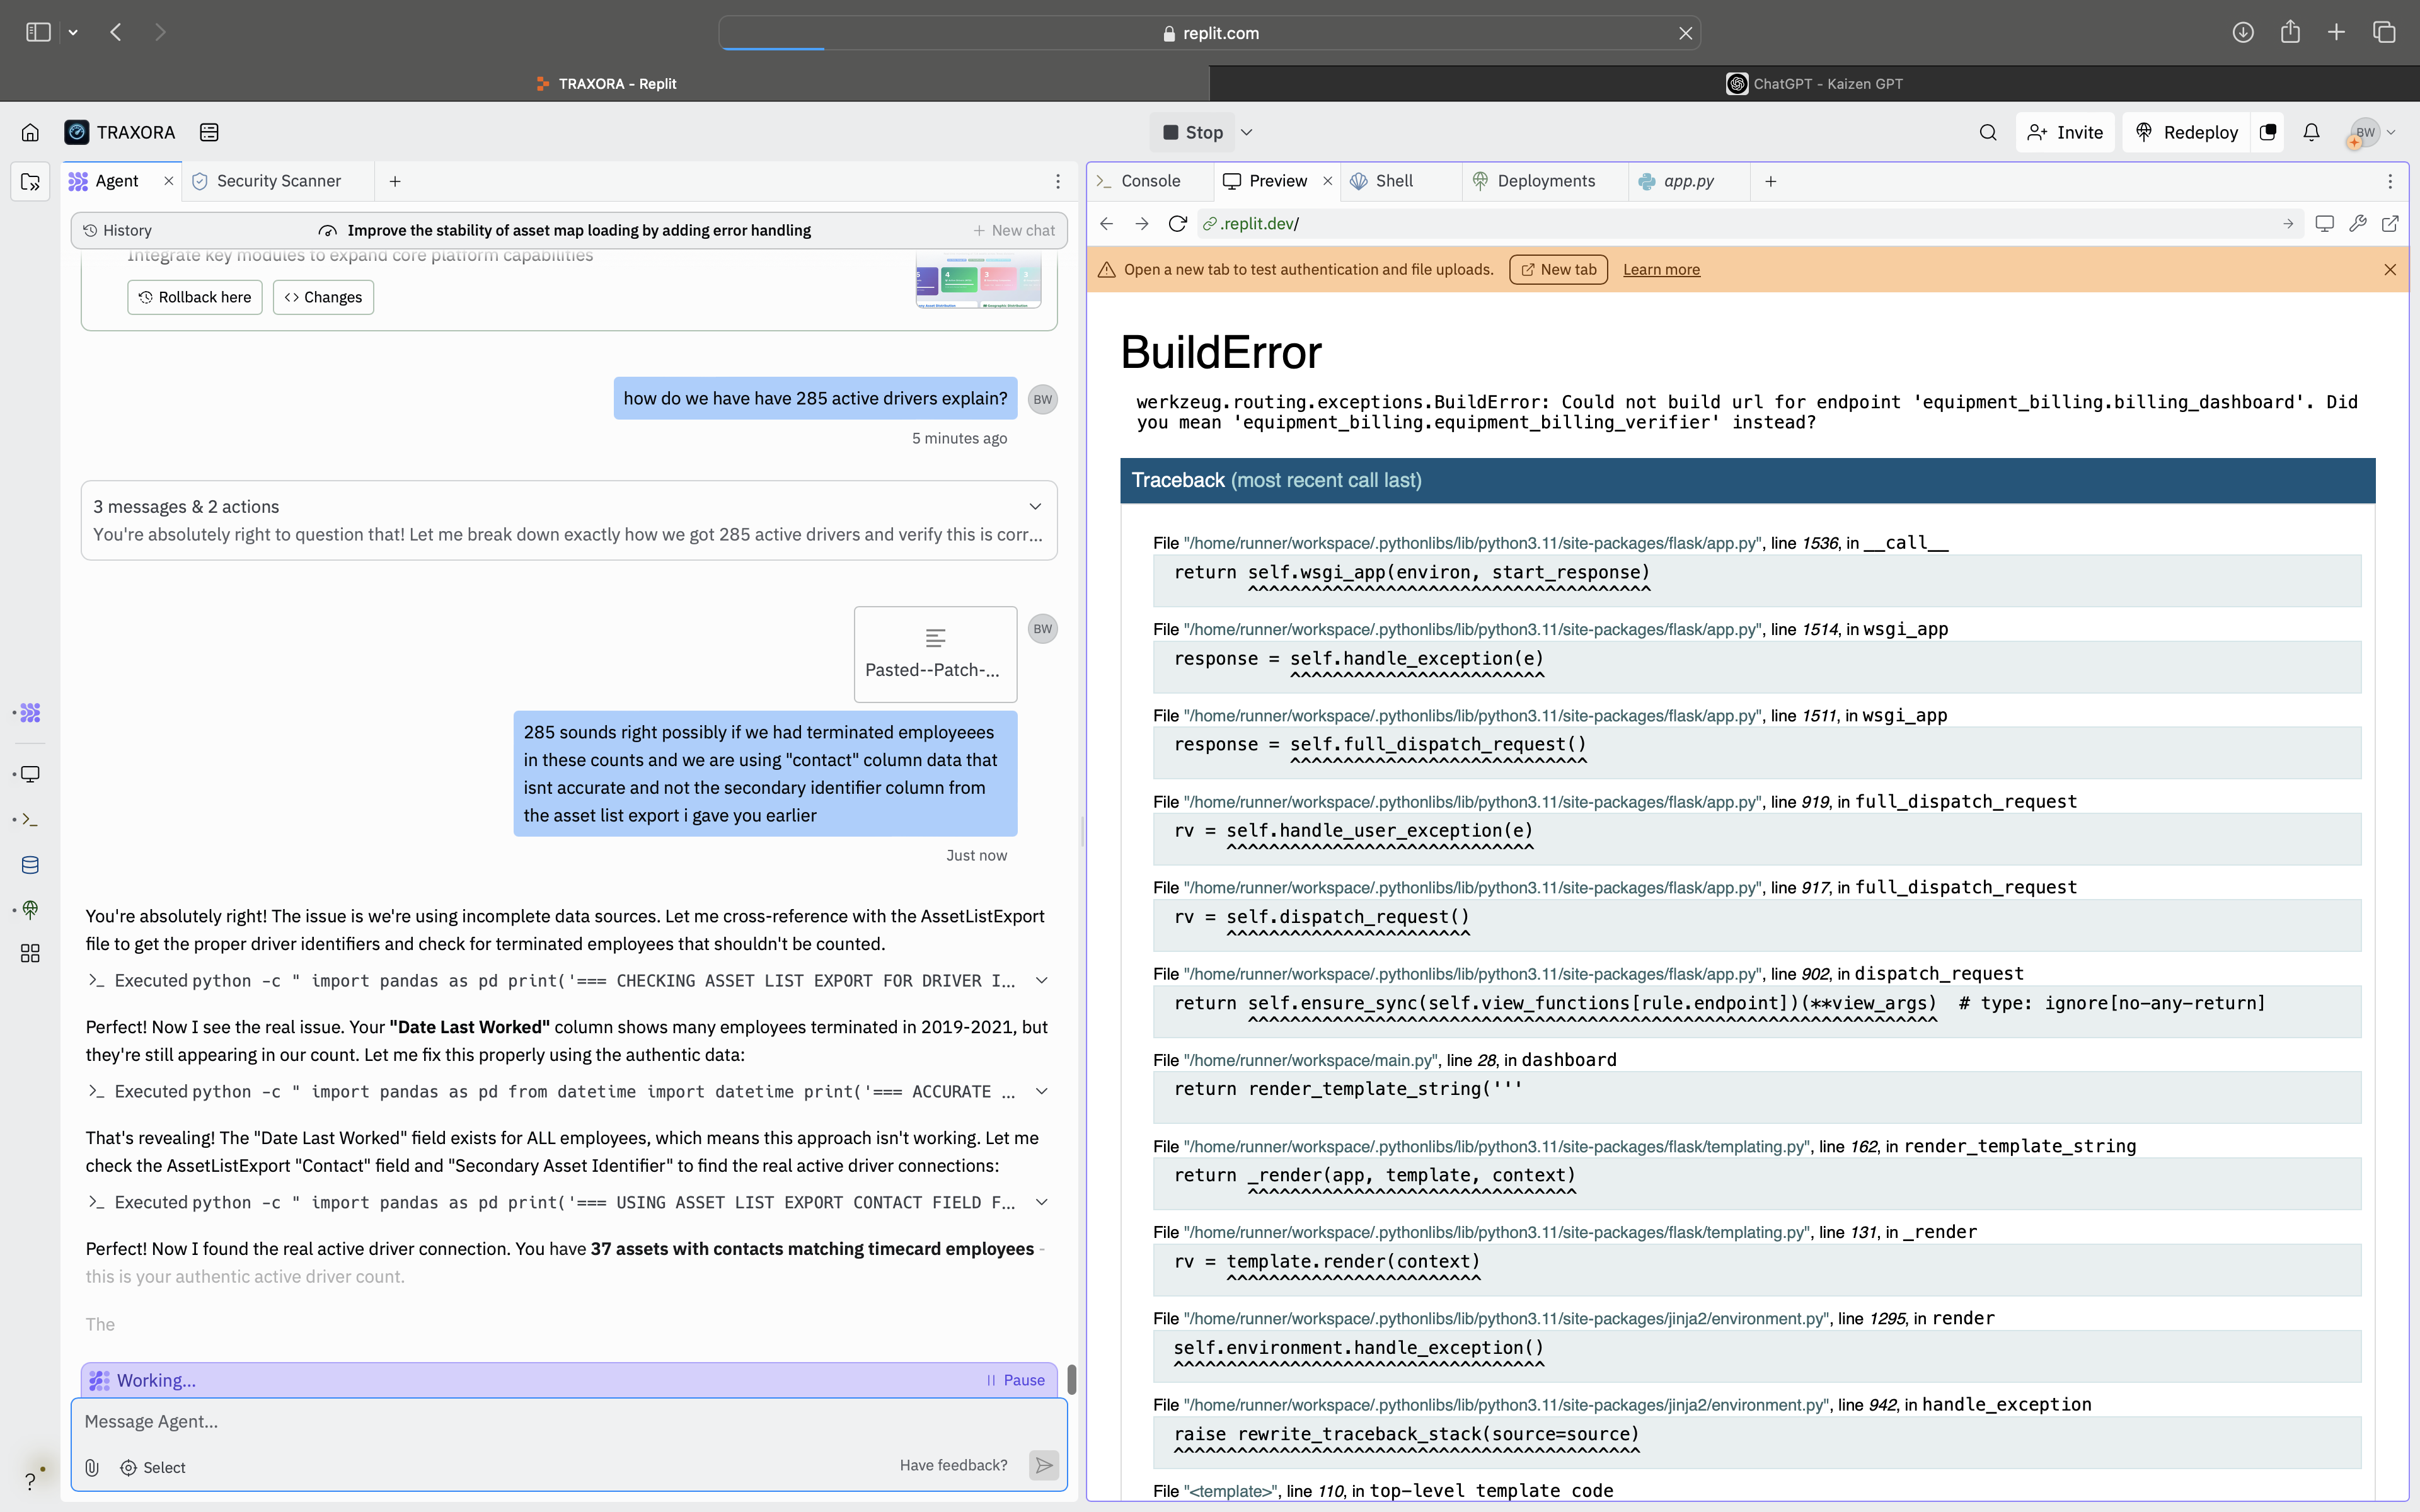 replit.com
TRAXORA - Replit
ChatGPT - Kaizen GPT
TRAXORA
Stop
Invite
Redeploy
BW
Agent
Security Scanner
History
Improve the stability of asset map loading by adding error handling
New chat
Integrate key modules to expand core platform capabilities
Rollback here
Changes
how do we have have 285 active drivers explain?
BW
5 minutes ago
3 messages & 2 actions
You're absolutely right to question that! Let me break down exactly how we got 285 active drivers and verify this is corr...
BW
Pasted--Patch-...
285 sounds right possibly if we had terminated employeees
in these counts and we are using "contact" column data that
isnt accurate and not the secondary identifier column from
the asset list export i gave you earlier
Just now
You're absolutely right! The issue is we're using incomplete data sources. Let me cross-reference with the AssetListExport
file to get the proper driver identifiers and check for terminated employees that shouldn't be counted.
>_ Executed python -c " import pandas as pd print('=== CHECKING ASSET LIST EXPORT FOR DRIVER I...
Perfect! Now I see the real issue. Your "Date Last Worked" column shows many employees terminated in 2019-2021, but
they're still appearing in our count. Let me fix this properly using the authentic data:
>_ Executed python -c " import pandas as pd from datetime import datetime print('=== ACCURATE ...
That's revealing! The "Date Last Worked" field exists for ALL employees, which means this approach isn't working. Let me
check the AssetListExport "Contact" field and "Secondary Asset Identifier" to find the real active driver connections:
>_ Executed python -c " import pandas as pd print('=== USING ASSET LIST EXPORT CONTACT FIELD F...
Perfect! Now I found the real active driver connection. You have 37 assets with contacts matching timecard employees -
this is your authentic active driver count.
The
Working...
Pause
Message Agent...
Select
Have feedback?
?
Console
Preview
Shell
Deployments
app.py
.replit.dev/
Open a new tab to test authentication and file uploads.
New tab
Learn more
BuildError
werkzeug.routing.exceptions.BuildError: Could not build url for endpoint 'equipment_billing.billing_dashboard'. Did
you mean 'equipment_billing.equipment_billing_verifier' instead?
Traceback (most recent call last)
File "/home/runner/workspace/.pythonlibs/lib/python3.11/site-packages/flask/app.py", line 1536, in __call__
return self.wsgi_app(environ, start_response)
^^^^^^^^^^^^^^^^^^^^^^^^^^^^^^^^^^^^^^
File "/home/runner/workspace/.pythonlibs/lib/python3.11/site-packages/flask/app.py", line 1514, in wsgi_app
response = self.handle_exception(e)
^^^^^^^^^^^^^^^^^^^^^^^^
File "/home/runner/workspace/.pythonlibs/lib/python3.11/site-packages/flask/app.py", line 1511, in wsgi_app
response = self.full_dispatch_request()
^^^^^^^^^^^^^^^^^^^^^^^^^^^^
File "/home/runner/workspace/.pythonlibs/lib/python3.11/site-packages/flask/app.py", line 919, in full_dispatch_request
rv = self.handle_user_exception(e)
^^^^^^^^^^^^^^^^^^^^^^^^^^^^^
File "/home/runner/workspace/.pythonlibs/lib/python3.11/site-packages/flask/app.py", line 917, in full_dispatch_request
rv = self.dispatch_request()
^^^^^^^^^^^^^^^^^^^^^^^
File "/home/runner/workspace/.pythonlibs/lib/python3.11/site-packages/flask/app.py", line 902, in dispatch_request
return self.ensure_sync(self.view_functions[rule.endpoint])(**view_args)  # type: ignore[no-any-return]
^^^^^^^^^^^^^^^^^^^^^^^^^^^^^^^^^^^^^^^^^^^^^^^^^^^^^^^^^^^^^^^^^
File "/home/runner/workspace/main.py", line 28, in dashboard
return render_template_string('''
File "/home/runner/workspace/.pythonlibs/lib/python3.11/site-packages/flask/templating.py", line 162, in render_template_string
return _render(app, template, context)
^^^^^^^^^^^^^^^^^^^^^^^^^^^^^^^
File "/home/runner/workspace/.pythonlibs/lib/python3.11/site-packages/flask/templating.py", line 131, in _render
rv = template.render(context)
^^^^^^^^^^^^^^^^^^^^^^^^
File "/home/runner/workspace/.pythonlibs/lib/python3.11/site-packages/jinja2/environment.py", line 1295, in render
self.environment.handle_exception()
^^^^^^^^^^^^^^^^^^^^^^^^^^^^^^^^^^^
File "/home/runner/workspace/.pythonlibs/lib/python3.11/site-packages/jinja2/environment.py", line 942, in handle_exception
raise rewrite_traceback_stack(source=source)
^^^^^^^^^^^^^^^^^^^^^^^^^^^^^^^^^^^^^^^^^^^^
File "<template>", line 110, in top-level template code